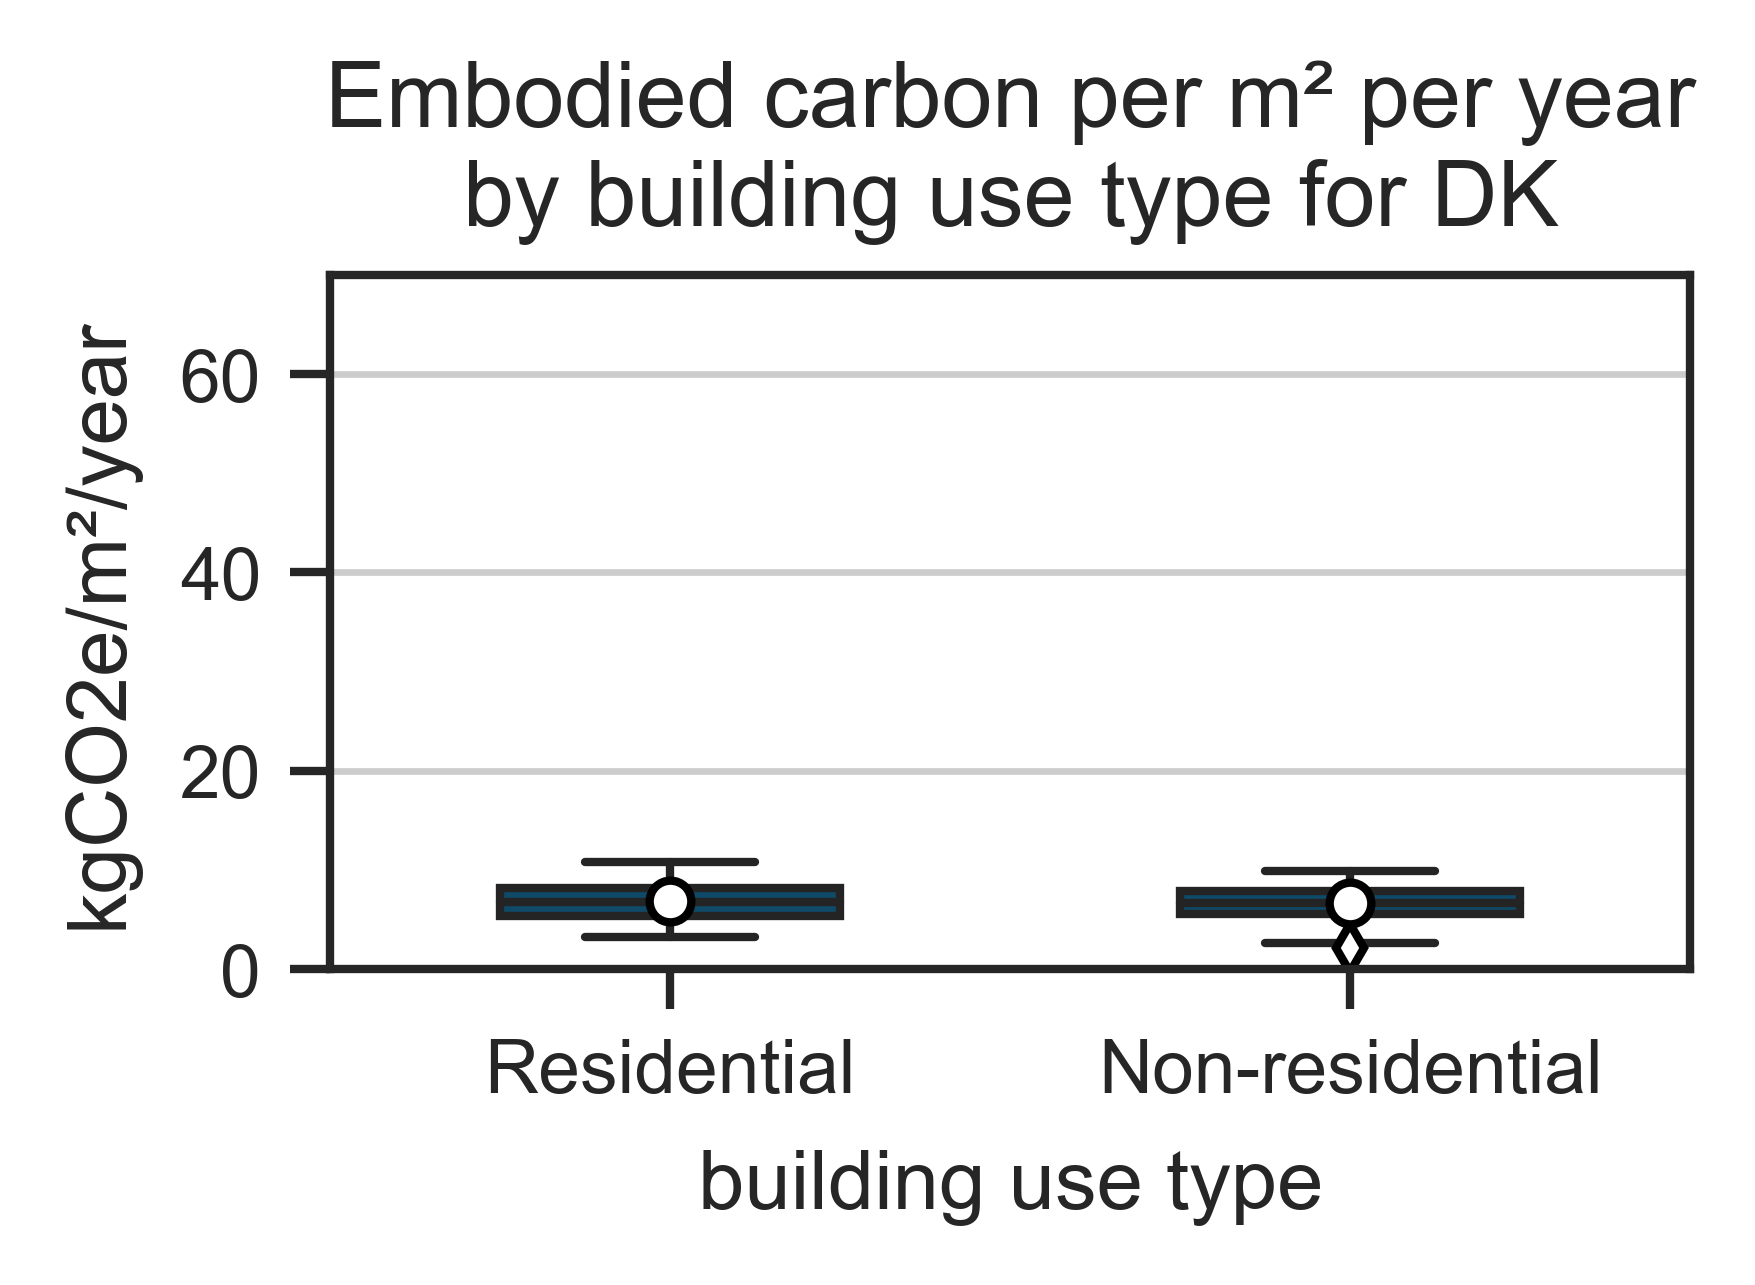 Embodied carbon per m² per year
by building use type for DK
kgCO2e/m²/year
60
40
20
0
Residential
Non-residential
building use type